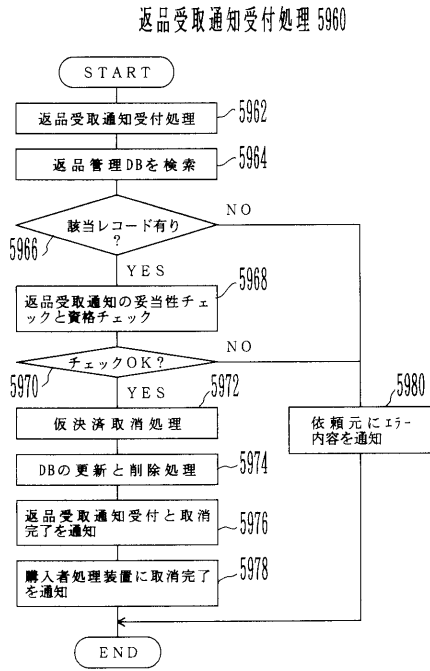 返品受取通知受付処理 5960
START
返品受取通知受付処理
5962
返品管理DBを検索
5964
該当レコード有り
?
5966
NO
YES
5968
返品受取通知の妥当性チェ
ックと資格チェック
チェックOK?
5970
NO
YES
5972
仮決済取消処理
5980
依頼元にエラー
内容を通知
DBの更新と削除処理
5974
返品受取通知受付と取消
完了を通知
5976
購入者処理装置に取消完了
を通知
5978
END